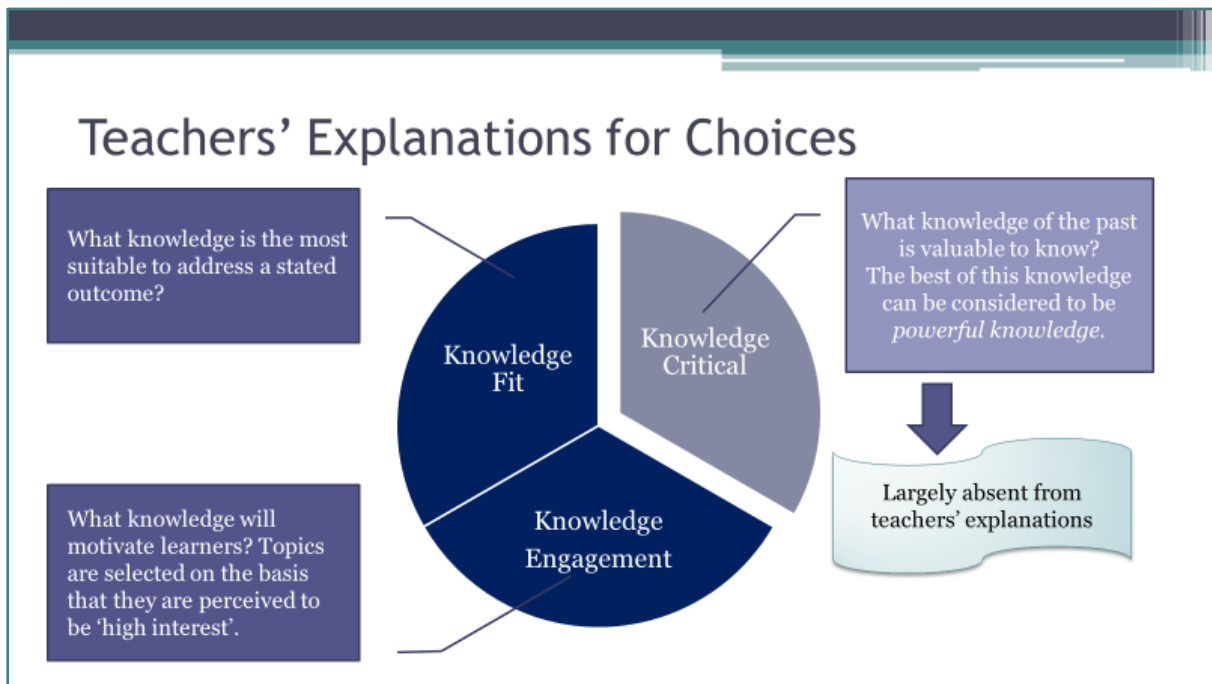 Teachers’ Explanations for Choices
What knowledge is the most
suitable to address a stated
outcome?
Knowledge
Fit
Knowledge
Critical
What knowledge of the past
is valuable to know?
The best of this knowledge
can be considered to be
powerful knowledge.
Largely absent from
teachers’ explanations
What knowledge will
motivate learners? Topics
are selected on the basis
that they are perceived to
be ‘high interest’.
Knowledge
Engagement